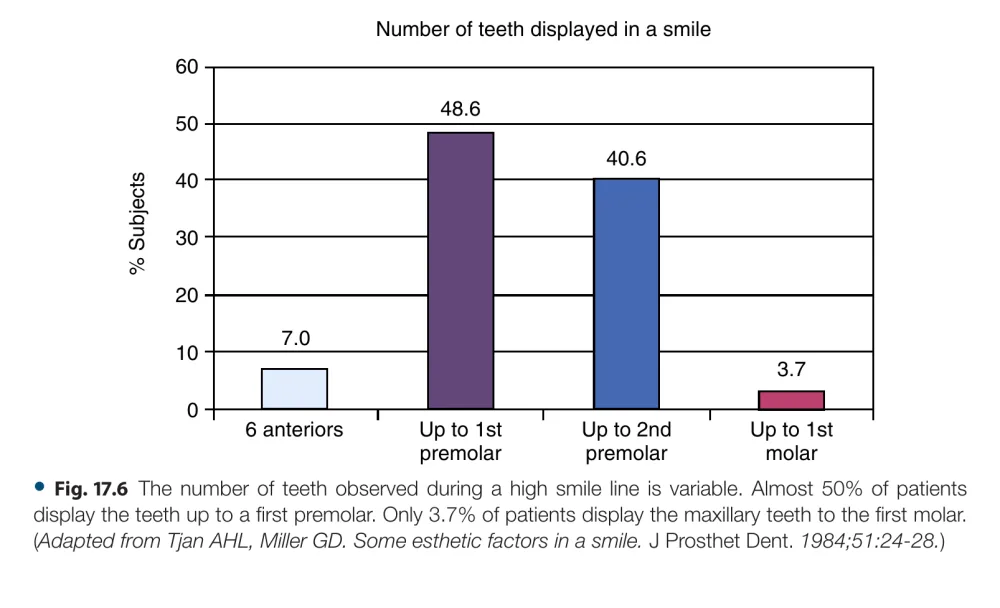 Number of teeth displayed in a smile
% Subjects
60
50
40
30
20
10
0
7.0
48.6
40.6
3.7
6 anteriors
Up to 1st
premolar
Up to 2nd
premolar
Up to 1st
molar
• Fig. 17.6 The number of teeth observed during a high smile line is variable. Almost 50% of patients
display the teeth up to a first premolar. Only 3.7% of patients display the maxillary teeth to the first molar.
(Adapted from Tjan AHL, Miller GD. Some esthetic factors in a smile. J Prosthet Dent. 1984;51:24-28.)